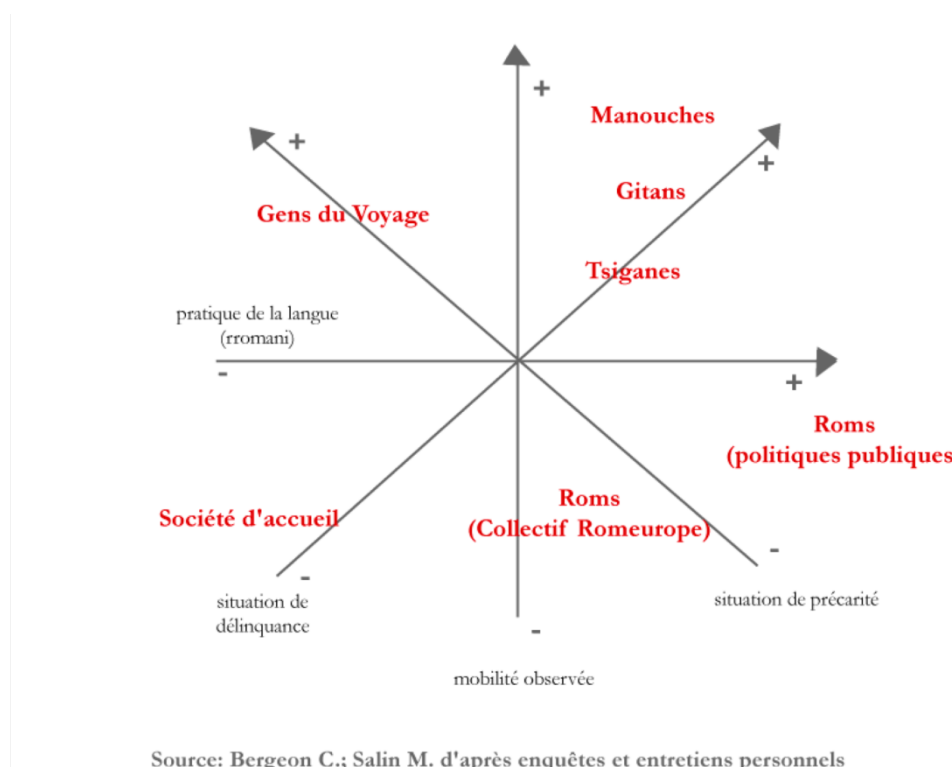 +
Manouches
+
+
Gitans
Gens du Voyage
Tsiganes
pratique de la langue
(rromani)
-
+
Roms
(politiques publiques
Roms
Société d'accueil
(Collectif Romeurope)
-
-
situation de
délinquance
situation de précarité
-
mobilité observée
Source: Bergeon C.; Salin M. d'après enquêtes et entretiens personnels